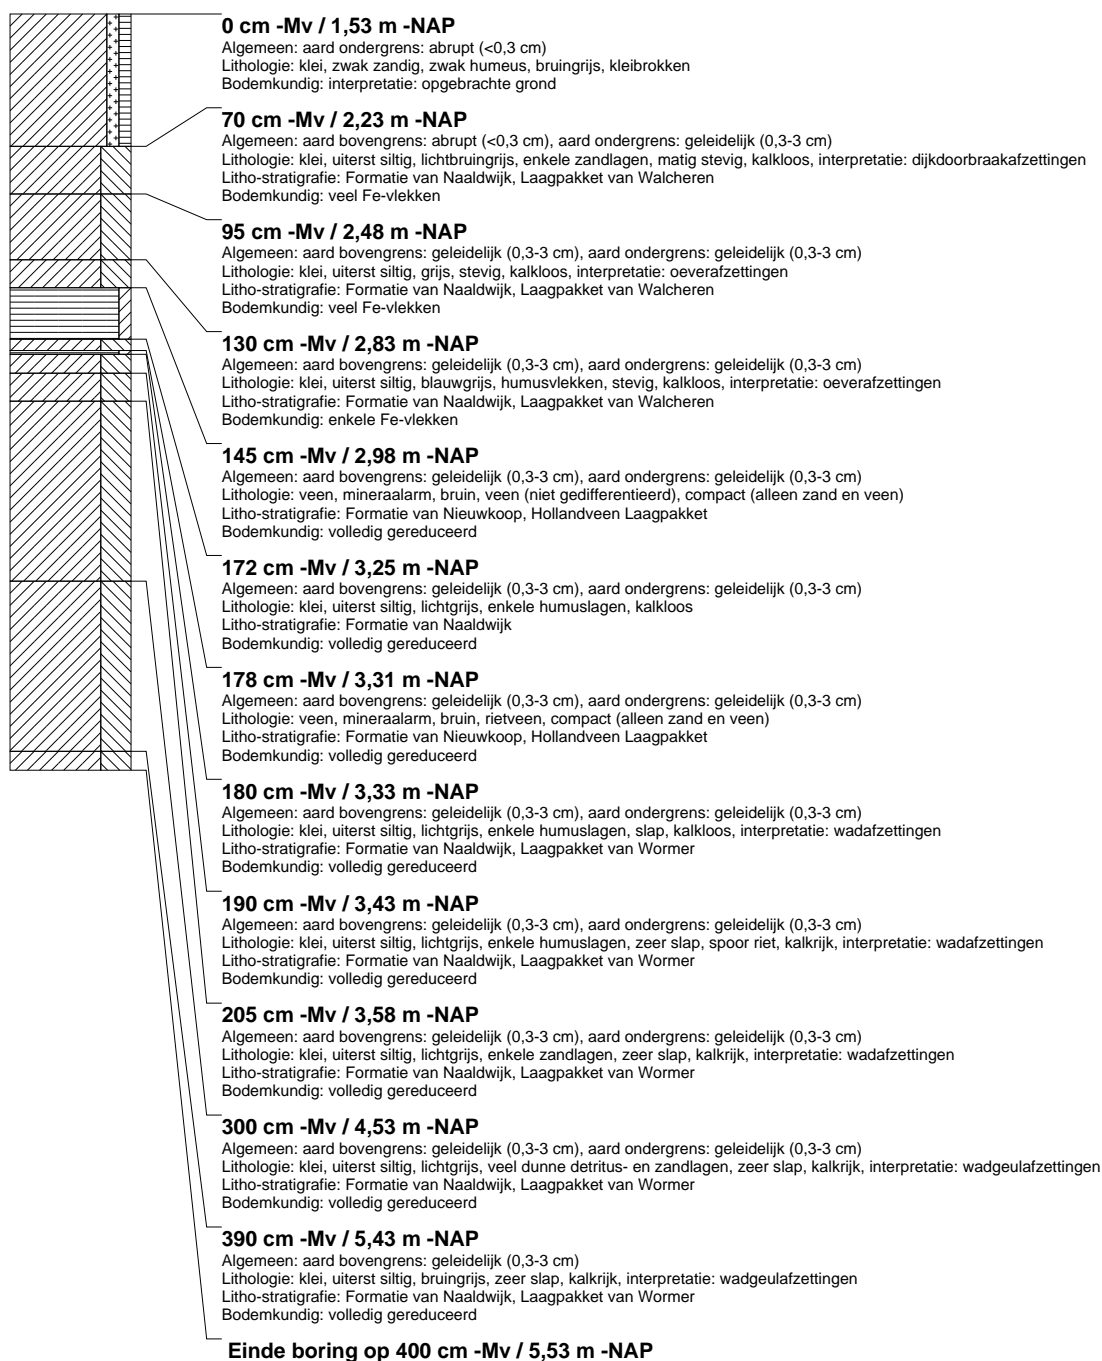 0 cm -Mv / 1,53 m -NAP
Algemeen: aard ondergrens: abrupt (<0,3 cm)
Lithologie: klei, zwak zandig, zwak humeus, bruingrijs, kleibrokken
Bodemkundig: interpretatie: opgebrachte grond
70 cm -Mv / 2,23 m -NAP
Algemeen: aard bovengrens: abrupt (<0,3 cm), aard ondergrens: geleidelijk (0,3-3 cm)
Lithologie: klei, uiterst siltig, lichtbruingrijs, enkele zandlagen, matig stevig, kalkloos, interpretatie: dijkdoorbraakafzettingen
Litho-stratigrafie: Formatie van Naaldwijk, Laagpakket van Walcheren
Bodemkundig: veel Fe-vlekken
95 cm -Mv / 2,48 m -NAP
Algemeen: aard bovengrens: geleidelijk (0,3-3 cm), aard ondergrens: geleidelijk (0,3-3 cm)
Lithologie: klei, uiterst siltig, grijs, stevig, kalkloos, interpretatie: oeverafzettingen
Litho-stratigrafie: Formatie van Naaldwijk, Laagpakket van Walcheren
Bodemkundig: veel Fe-vlekken
130 cm -Mv / 2,83 m -NAP
Algemeen: aard bovengrens: geleidelijk (0,3-3 cm), aard ondergrens: geleidelijk (0,3-3 cm)
Lithologie: klei, uiterst siltig, blauwgrijs, humusvlekken, stevig, kalkloos, interpretatie: oeverafzettingen
Litho-stratigrafie: Formatie van Naaldwijk, Laagpakket van Walcheren
Bodemkundig: enkele Fe-vlekken
145 cm -Mv / 2,98 m -NAP
Algemeen: aard bovengrens: geleidelijk (0,3-3 cm), aard ondergrens: geleidelijk (0,3-3 cm)
Lithologie: veen, mineraalarm, bruin, veen (niet gedifferentieerd), compact (alleen zand en veen)
Litho-stratigrafie: Formatie van Nieuwkoop, Hollandveen Laagpakket
Bodemkundig: volledig gereduceerd
172 cm -Mv / 3,25 m -NAP
Algemeen: aard bovengrens: geleidelijk (0,3-3 cm), aard ondergrens: geleidelijk (0,3-3 cm)
Lithologie: klei, uiterst siltig, lichtgrijs, enkele humuslagen, kalkloos
Litho-stratigrafie: Formatie van Naaldwijk
Bodemkundig: volledig gereduceerd
178 cm -Mv / 3,31 m -NAP
Algemeen: aard bovengrens: geleidelijk (0,3-3 cm), aard ondergrens: geleidelijk (0,3-3 cm)
Lithologie: veen, mineraalarm, bruin, rietveen, compact (alleen zand en veen)
Litho-stratigrafie: Formatie van Nieuwkoop, Hollandveen Laagpakket
Bodemkundig: volledig gereduceerd
180 cm -Mv / 3,33 m -NAP
Algemeen: aard bovengrens: geleidelijk (0,3-3 cm), aard ondergrens: geleidelijk (0,3-3 cm)
Lithologie: klei, uiterst siltig, lichtgrijs, enkele humuslagen, slap, kalkloos, interpretatie: wadafzettingen
Litho-stratigrafie: Formatie van Naaldwijk, Laagpakket van Wormer
Bodemkundig: volledig gereduceerd
190 cm -Mv / 3,43 m -NAP
Algemeen: aard bovengrens: geleidelijk (0,3-3 cm), aard ondergrens: geleidelijk (0,3-3 cm)
Lithologie: klei, uiterst siltig, lichtgrijs, enkele humuslagen, zeer slap, spoor riet, kalkrijk, interpretatie: wadafzettingen
Litho-stratigrafie: Formatie van Naaldwijk, Laagpakket van Wormer
Bodemkundig: volledig gereduceerd
205 cm -Mv / 3,58 m -NAP
Algemeen: aard bovengrens: geleidelijk (0,3-3 cm), aard ondergrens: geleidelijk (0,3-3 cm)
Lithologie: klei, uiterst siltig, lichtgrijs, enkele zandlagen, zeer slap, kalkrijk, interpretatie: wadafzettingen
Litho-stratigrafie: Formatie van Naaldwijk, Laagpakket van Wormer
Bodemkundig: volledig gereduceerd
300 cm -Mv / 4,53 m -NAP
Algemeen: aard bovengrens: geleidelijk (0,3-3 cm), aard ondergrens: geleidelijk (0,3-3 cm)
Lithologie: klei, uiterst siltig, lichtgrijs, veel dunne detritus- en zandlagen, zeer slap, kalkrijk, interpretatie: wadgeulafzettingen
Litho-stratigrafie: Formatie van Naaldwijk, Laagpakket van Wormer
Bodemkundig: volledig gereduceerd
390 cm -Mv / 5,43 m -NAP
Algemeen: aard bovengrens: geleidelijk (0,3-3 cm)
Lithologie: klei, uiterst siltig, bruingrijs, zeer slap, kalkrijk, interpretatie: wadgeulafzettingen
Litho-stratigrafie: Formatie van Naaldwijk, Laagpakket van Wormer
Bodemkundig: volledig gereduceerd
Einde boring op 400 cm -Mv / 5,53 m -NAP